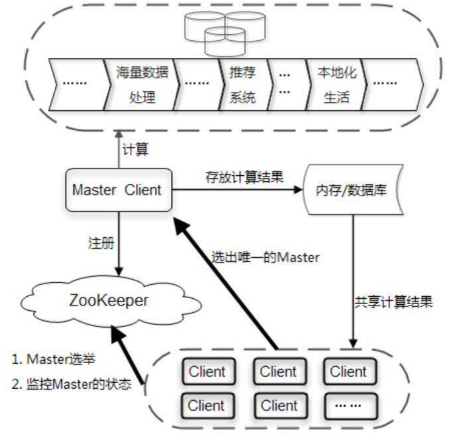 …… 海量数据 …… 推荐 … 本地化 ……
处理 系统 … 生活
计算
Master Client
存放计算结果
内存/数据库
注册
选出唯一的Master
ZooKeeper
共享计算结果
1. Master选举
2. 监控Master的状态
Client Client Client
Client Client ……